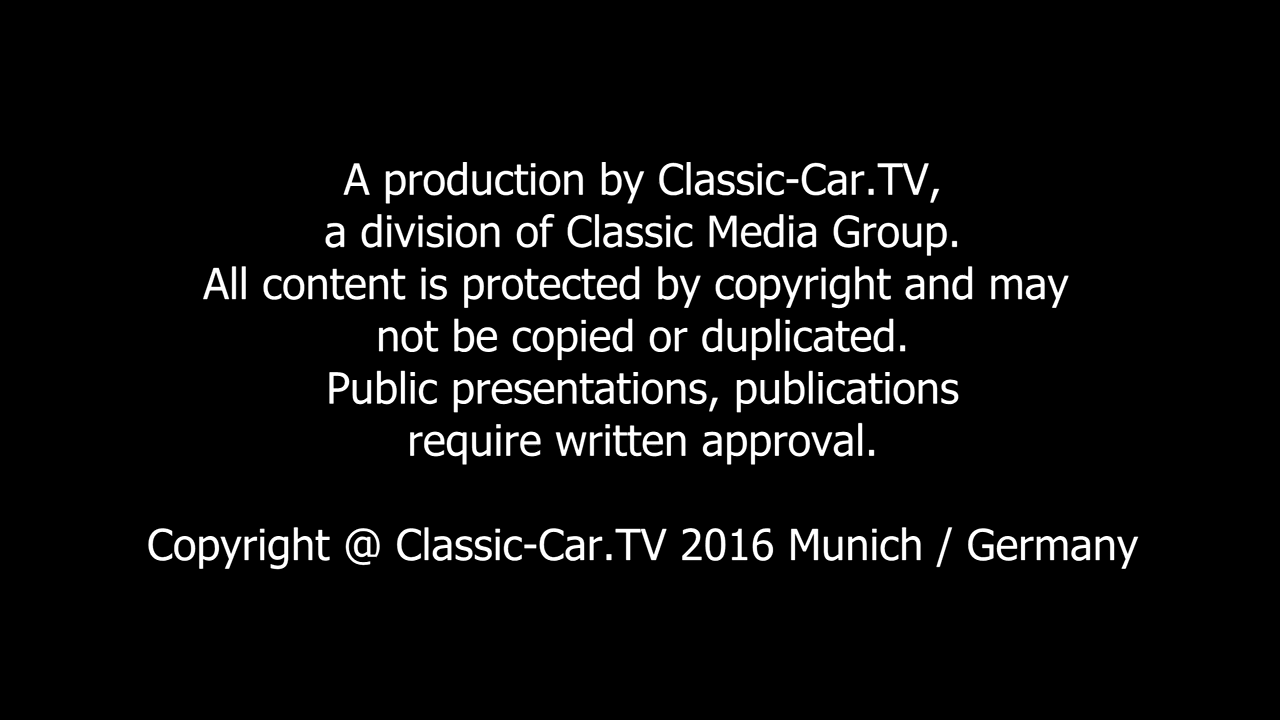 A production by Classic-Car.TV,
a division of Classic Media Group.
All content is protected by copyright and may
not be copied or duplicated.
Public presentations, publications
require written approval.
Copyright @ Classic-Car.TV 2016 Munich / Germany